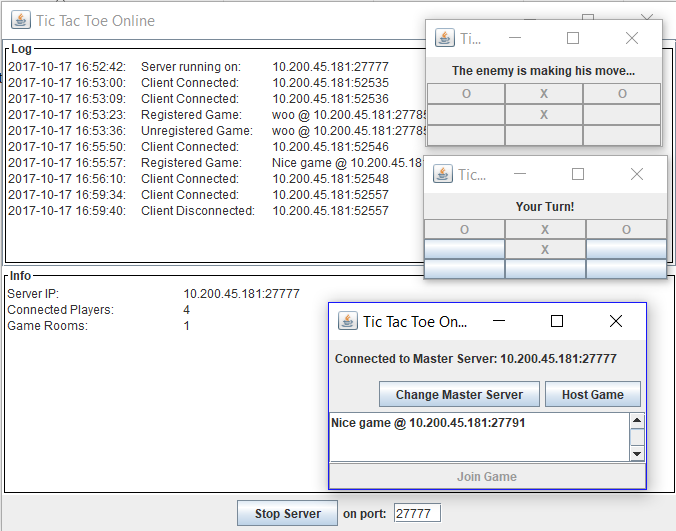 Tic Tac Toe Online
Log
2017-10-17 16:52:42: Server running on: 10.200.45.181:27777
2017-10-17 16:53:00: Client Connected: 10.200.45.181:52535
2017-10-17 16:53:09: Client Connected: 10.200.45.181:52536
2017-10-17 16:53:23: Registered Game: woo @ 10.200.45.181:27785
2017-10-17 16:53:36: Unregistered Game: woo @ 10.200.45.181:27785
2017-10-17 16:55:50: Client Connected: 10.200.45.181:52546
2017-10-17 16:55:57: Registered Game: Nice game @ 10.200.45.18
2017-10-17 16:56:10: Client Connected: 10.200.45.181:52548
2017-10-17 16:59:34: Client Connected: 10.200.45.181:52557
2017-10-17 16:59:40: Client Disconnected: 10.200.45.181:52557
Ti...
The enemy is making his move...
O X O
X
Tic...
Your Turn!
O X O
X
Info
Server IP: 10.200.45.181:27777
Connected Players: 4
Game Rooms: 1
Tic Tac Toe On...
Connected to Master Server: 10.200.45.181:27777
Change Master Server Host Game
Nice game @ 10.200.45.181:27791
Join Game
Stop Server on port: 27777